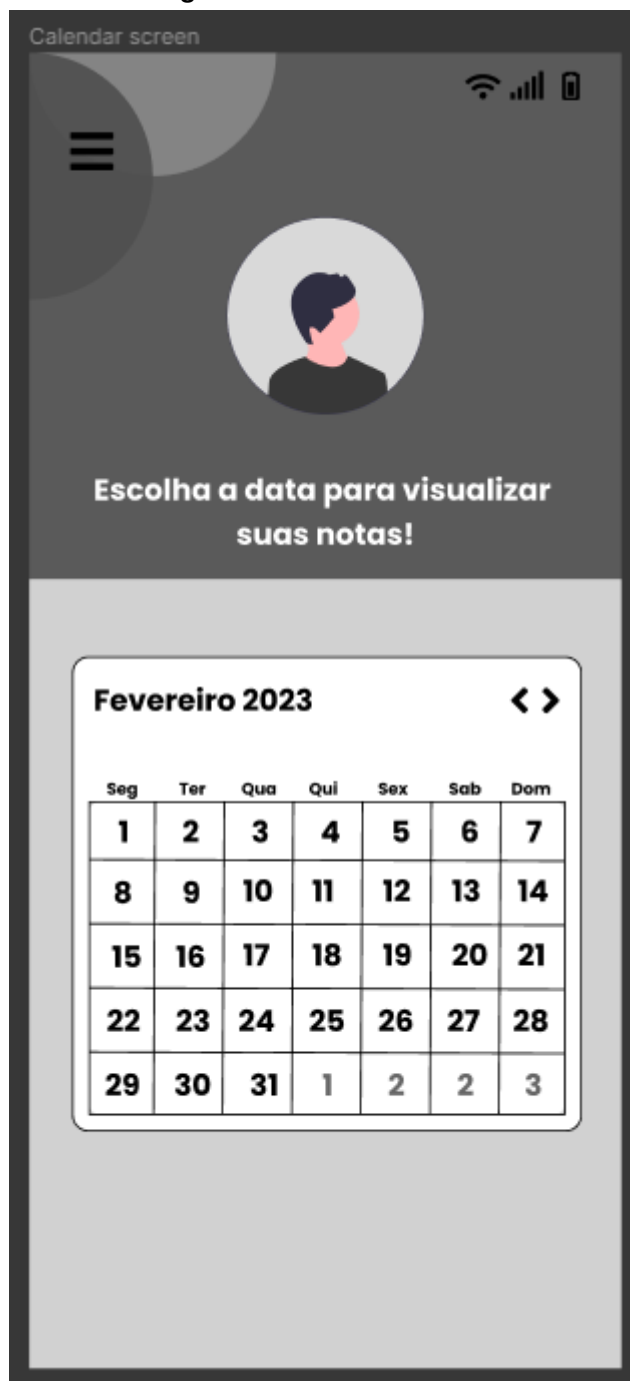 Calendar screen
Escolha a data para visualizar
suas notas!
Fevereiro 2023
Seg Ter Qua Qui Sex Sab Dom
1 2 3 4 5 6 7
8 9 10 11 12 13 14
15 16 17 18 19 20 21
22 23 24 25 26 27 28
29 30 31 1 2 2 3